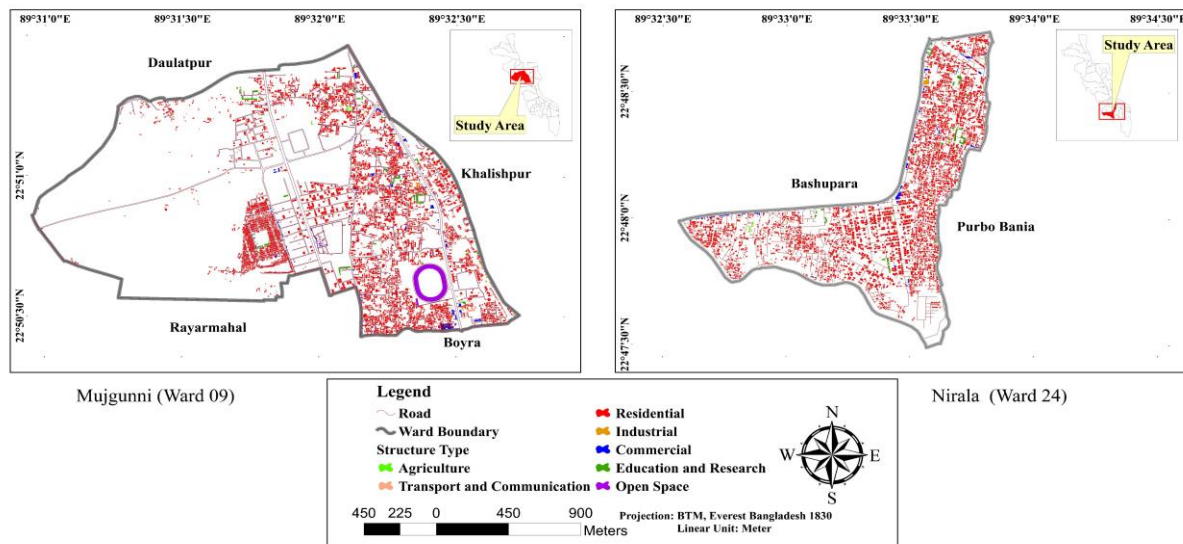 89°31'0"E 89°31'30"E 89°32'0"E 89°32'30"E
22°51'0"N
22°50'30"N
Daulatpur
Study Area
Khalishpur
Rayarmahal
Boyra
Mujgunni (Ward 09)
89°32'30"E 89°33'0"E 89°33'30"E 89°34'0"E 89°34'30"E
22°48'30"N
22°48'0"N
22°47'30"N
Study Area
Bashupara
Purbo Bania
Nirala (Ward 24)
Legend
Road
Ward Boundary
Structure Type
Agriculture
Transport and Communication
Residential
Industrial
Commercial
Education and Research
Open Space
N
W E
S
450 225 0 450 900
Meters
Projection: BTM, Everest Bangladesh 1830
Linear Unit: Meter